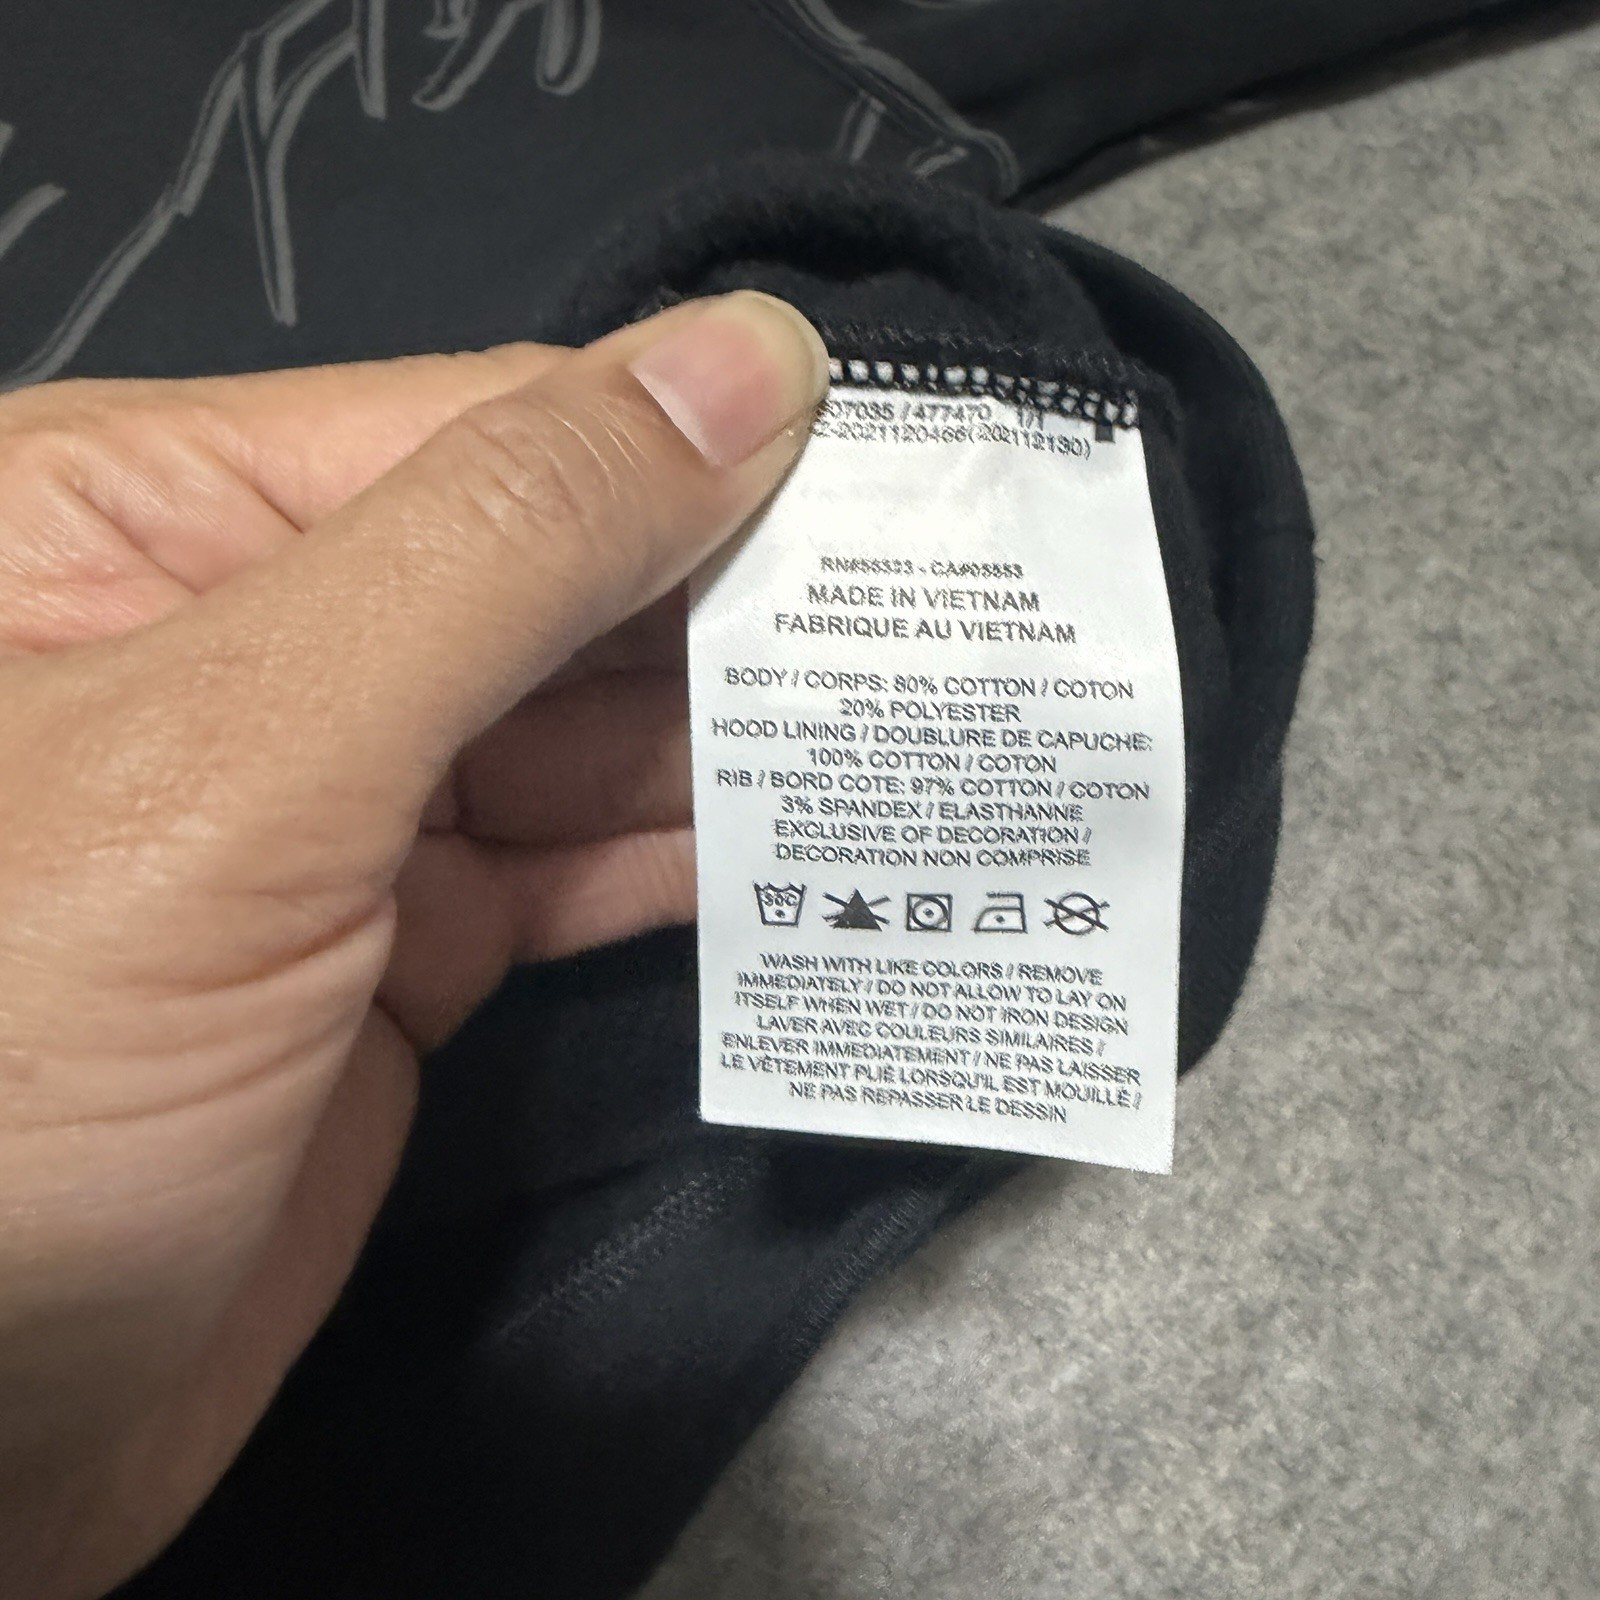 07035 / 477470 1/1
Z-2021120466(202112130)
RN#55323 - CA#05553
MADE IN VIETNAM
FABRIQUE AU VIETNAM
BODY / CORPS: 80% COTTON / COTON
20% POLYESTER
HOOD LINING / DOUBLURE DE CAPUCHE:
100% COTTON / COTON
RIB / BORD COTE: 97% COTTON / COTON
3% SPANDEX / ELASTHANNE
EXCLUSIVE OF DECORATION /
DECORATION NON COMPRISE
WASH WITH LIKE COLORS / REMOVE
IMMEDIATELY / DO NOT ALLOW TO LAY ON
ITSELF WHEN WET / DO NOT IRON DESIGN
LAVER AVEC COULEURS SIMILAIRES /
ENLEVER IMMEDIATEMENT / NE PAS LAISSER
LE VÊTEMENT PLIÉ LORSQU'IL EST MOUILLÉ /
NE PAS REPASSER LE DESSIN